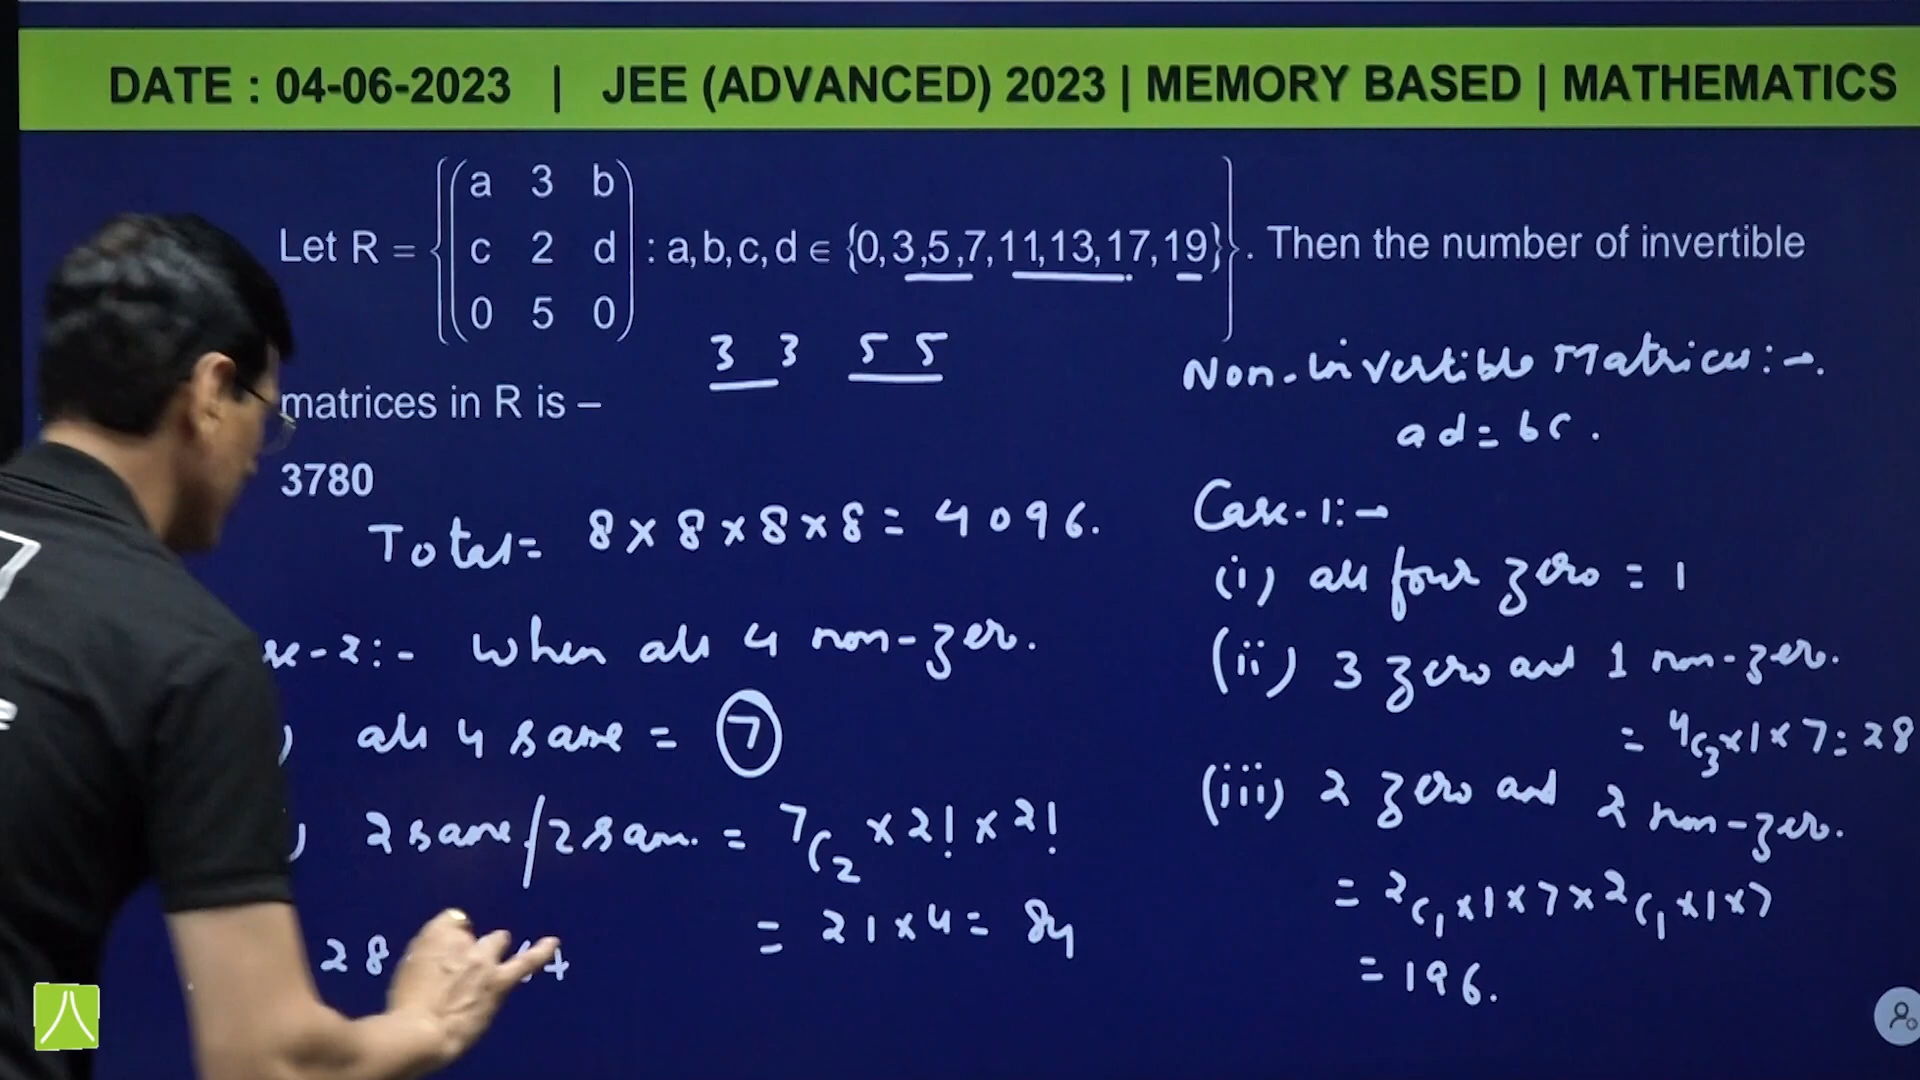 DATE : 04-06-2023 | JEE (ADVANCED) 2023 | MEMORY BASED | MATHEMATICS
Let R = {(a 3 b
c 2 d
0 5 0) : a,b,c,d ∈ {0,3,5,7,11,13,17,19}}. Then the number of invertible
matrices in R is –
3780
3 3 5 5
Total = 8 × 8 × 8 × 8 = 4096.
-2:- When all 4 non-zero.
) all 4 same = 7
) 2 same/2 sam. = ⁷C₂ × 2! × 2!
= 21 × 4 = 84
28
Non-Invertible Matrices:-.
ad = bc.
Case-1:-
(i) all four zero = 1
(ii) 3 zero and 1 non-zero.
= ⁴C₃ × 1 × 7 = 28
(iii) 2 zero and 2 non-zero.
= ²C₁ × 1 × 7 × ²C₁ × 1 × 7
= 196.